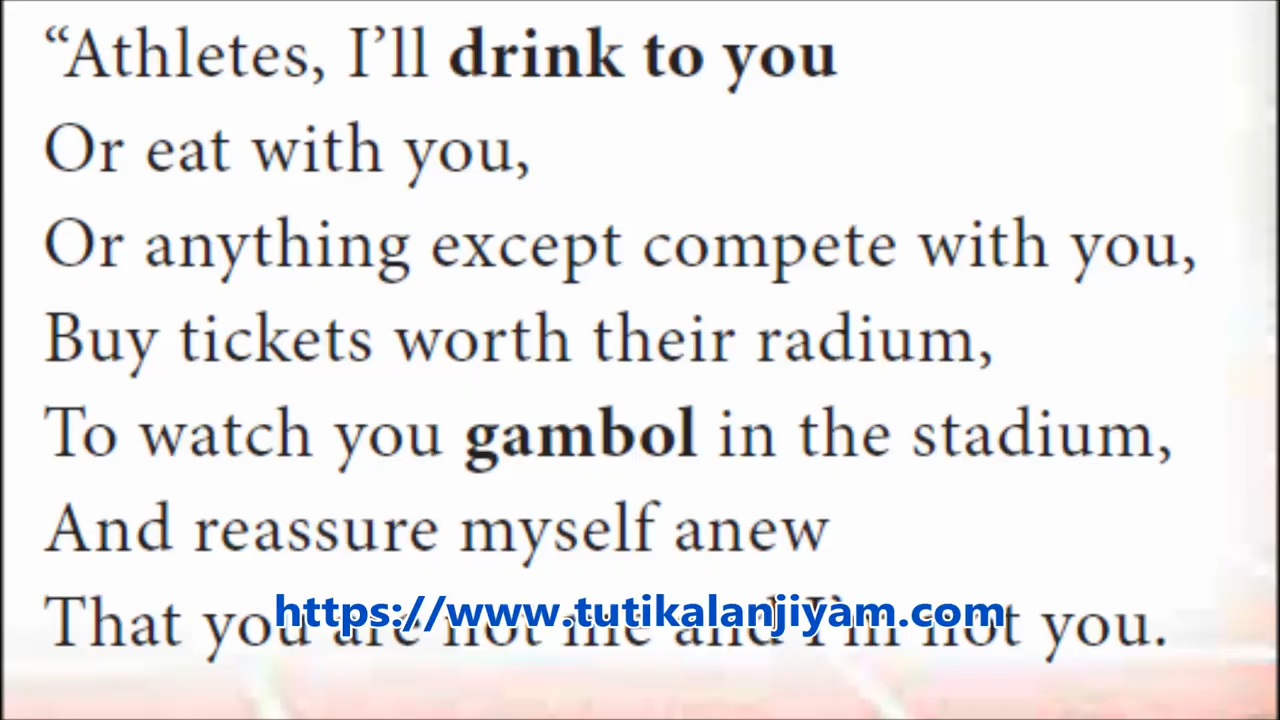 “Athletes, I’ll drink to you
Or eat with you,
Or anything except compete with you,
Buy tickets worth their radium,
To watch you gambol in the stadium,
And reassure myself anew
That you are not me and I’m not you.
https://www.tutikalanjiyam.com